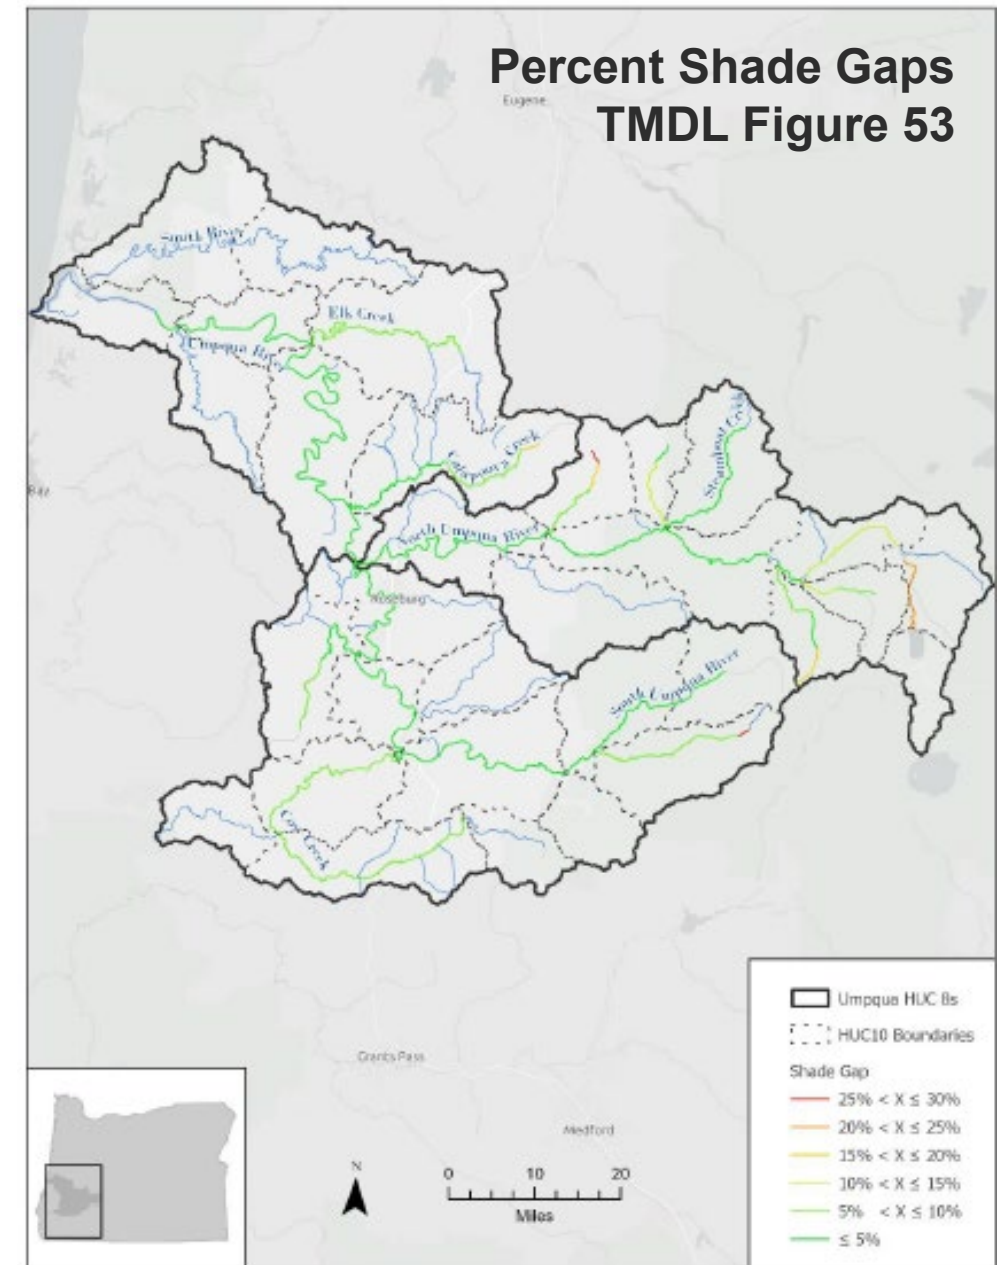 Percent Shade Gaps
TMDL Figure 53
Eugene
Smith River
Elk Creek
Umpqua River
Steamboat Creek
Calapooya Creek
Bay
North Umpqua River
Roseburg
South Umpqua River
Cow Creek
Umpqua HUC 8s
HUC10 Boundaries
Shade Gap
25% < X ≤ 30%
20% < X ≤ 25%
15% < X ≤ 20%
10% < X ≤ 15%
5% < X ≤ 10%
≤ 5%
Grants Pass
Medford
N
0 10 20
Miles